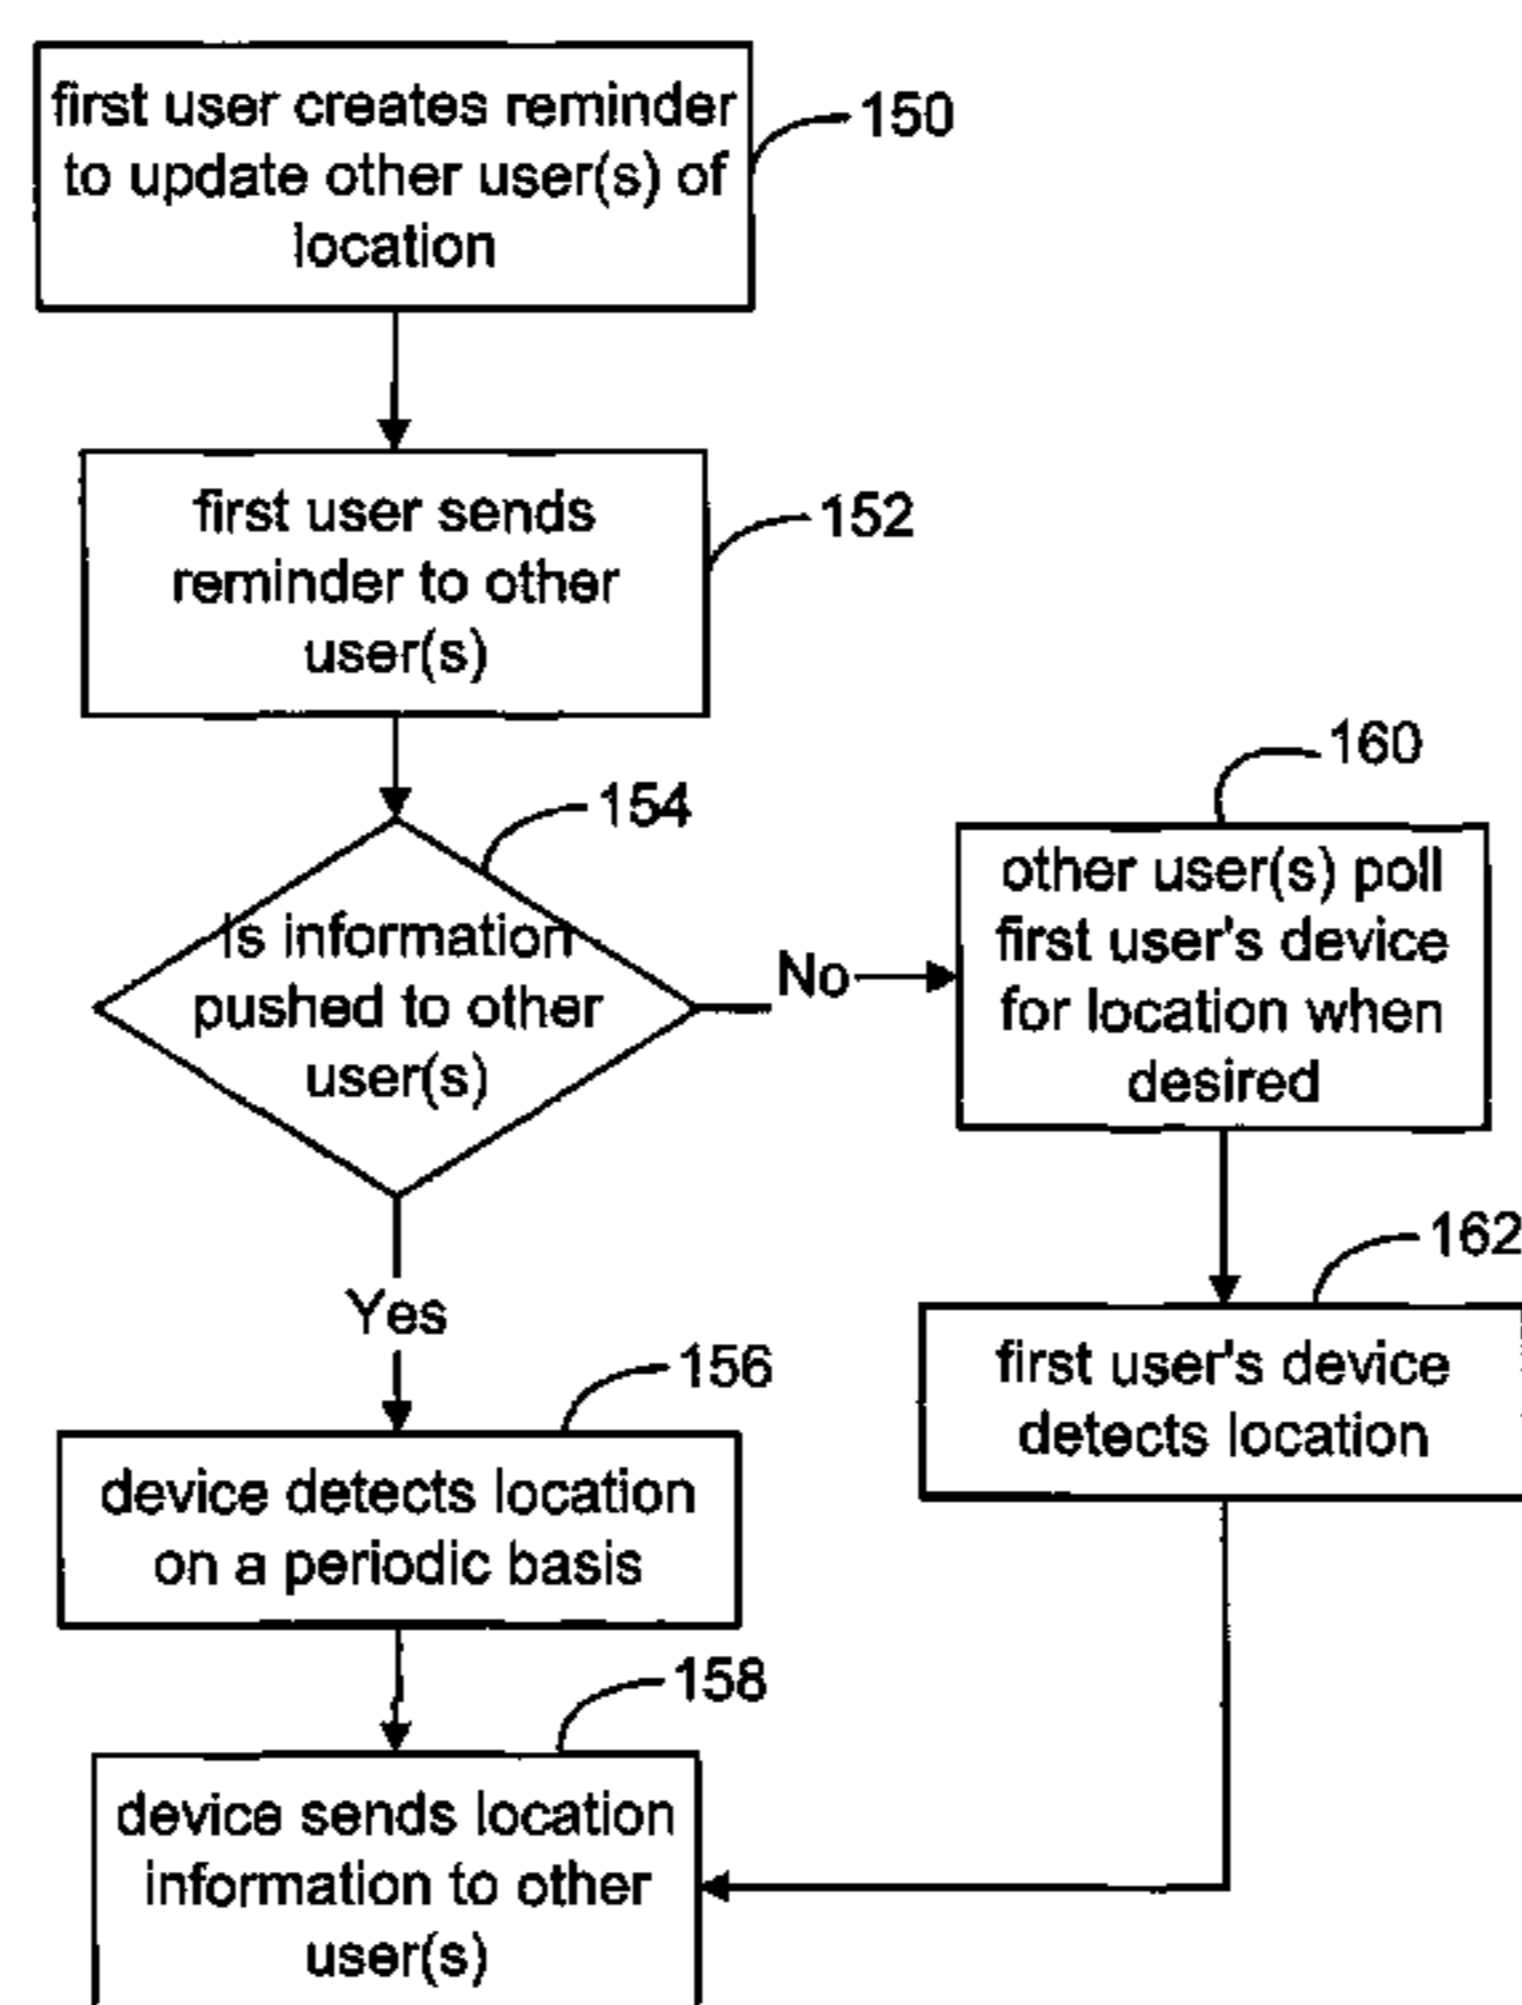 first user creates reminder
to update other user(s) of
location
150
first user sends
reminder to other
user(s)
152
154
Is information
pushed to other
user(s)
No
160
other user(s) poll
first user's device
for location when
desired
162
first user's device
detects location
Yes
156
device detects location
on a periodic basis
158
device sends location
information to other
user(s)